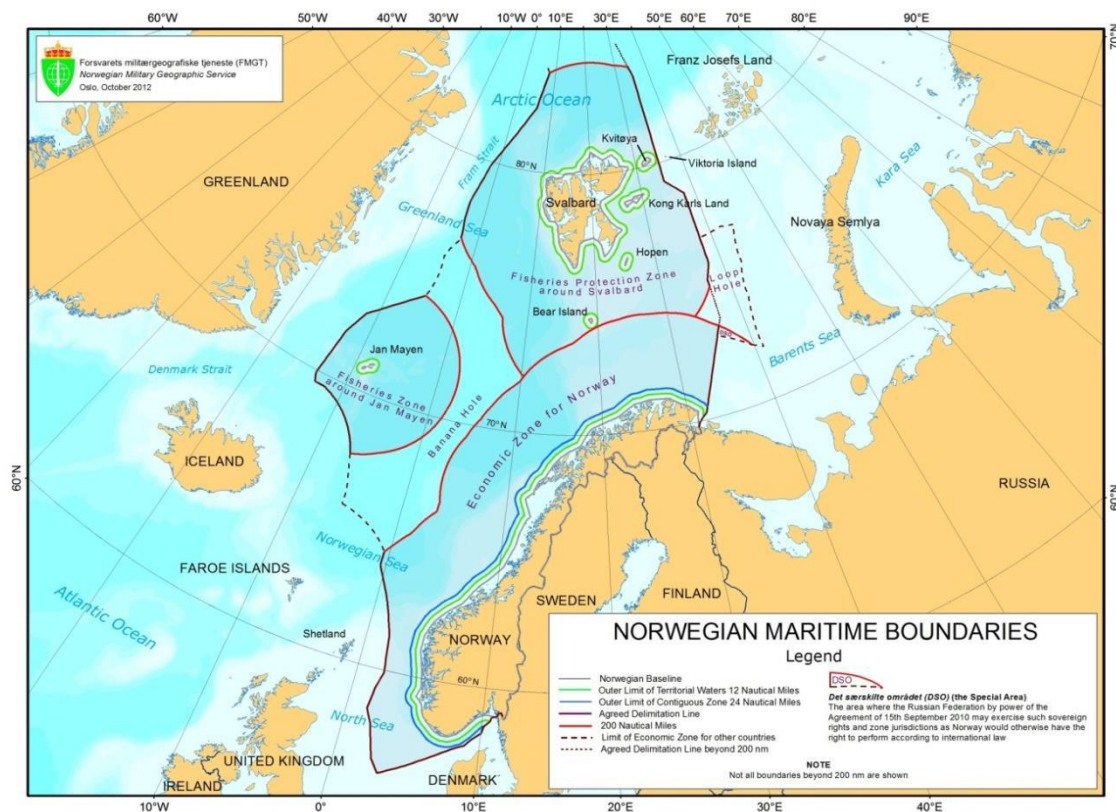 60°W
50°W
40°W
30°W
20°W
10°W
0°
10°E
20°E
30°E
40°E
50°E
60°E
70°E
80°E
90°E
70°N
Forsvarets militærgeografiske tjeneste (FMGT)
Norwegian Military Geographic Service
Oslo, October 2012
Franz Josefs Land
Arctic Ocean
Kvitøya
Viktoria Island
Kara Sea
Fram Strait
80°N
GREENLAND
Svalbard
Kong Karls Land
Greenland Sea
Novaya Semlya
Hopen
Fisheries Protection Zone
around Svalbard
Loop
Hole
Bear Island
DSO
Barents Sea
Jan Mayen
Denmark Strait
Fisheries Zone
around Jan Mayen
Banana Hole
70°N
Economic Zone for Norway
ICELAND
60°N
RUSSIA
60°N
Norwegian Sea
FAROE ISLANDS
Atlantic Ocean
SWEDEN
FINLAND
Shetland
NORWAY
60°N
North Sea
UNITED KINGDOM
IRELAND
DENMARK
NORWEGIAN MARITIME BOUNDARIES
Legend
Norwegian Baseline
Outer Limit of Territorial Waters 12 Nautical Miles
Outer Limit of Contiguous Zone 24 Nautical Miles
Agreed Delimitation Line
200 Nautical Miles
Limit of Economic Zone for other countries
Agreed Delimitation Line beyond 200 nm
DSO
Det særskilte området (DSO) (the Special Area)
The area where the Russian Federation by power of the
Agreement of 15th September 2010 may exercise such sovereign
rights and zone jurisdictions as Norway would otherwise have the
right to perform according to international law
NOTE
Not all boundaries beyond 200 nm are shown
10°W
0°
10°E
20°E
30°E
40°E